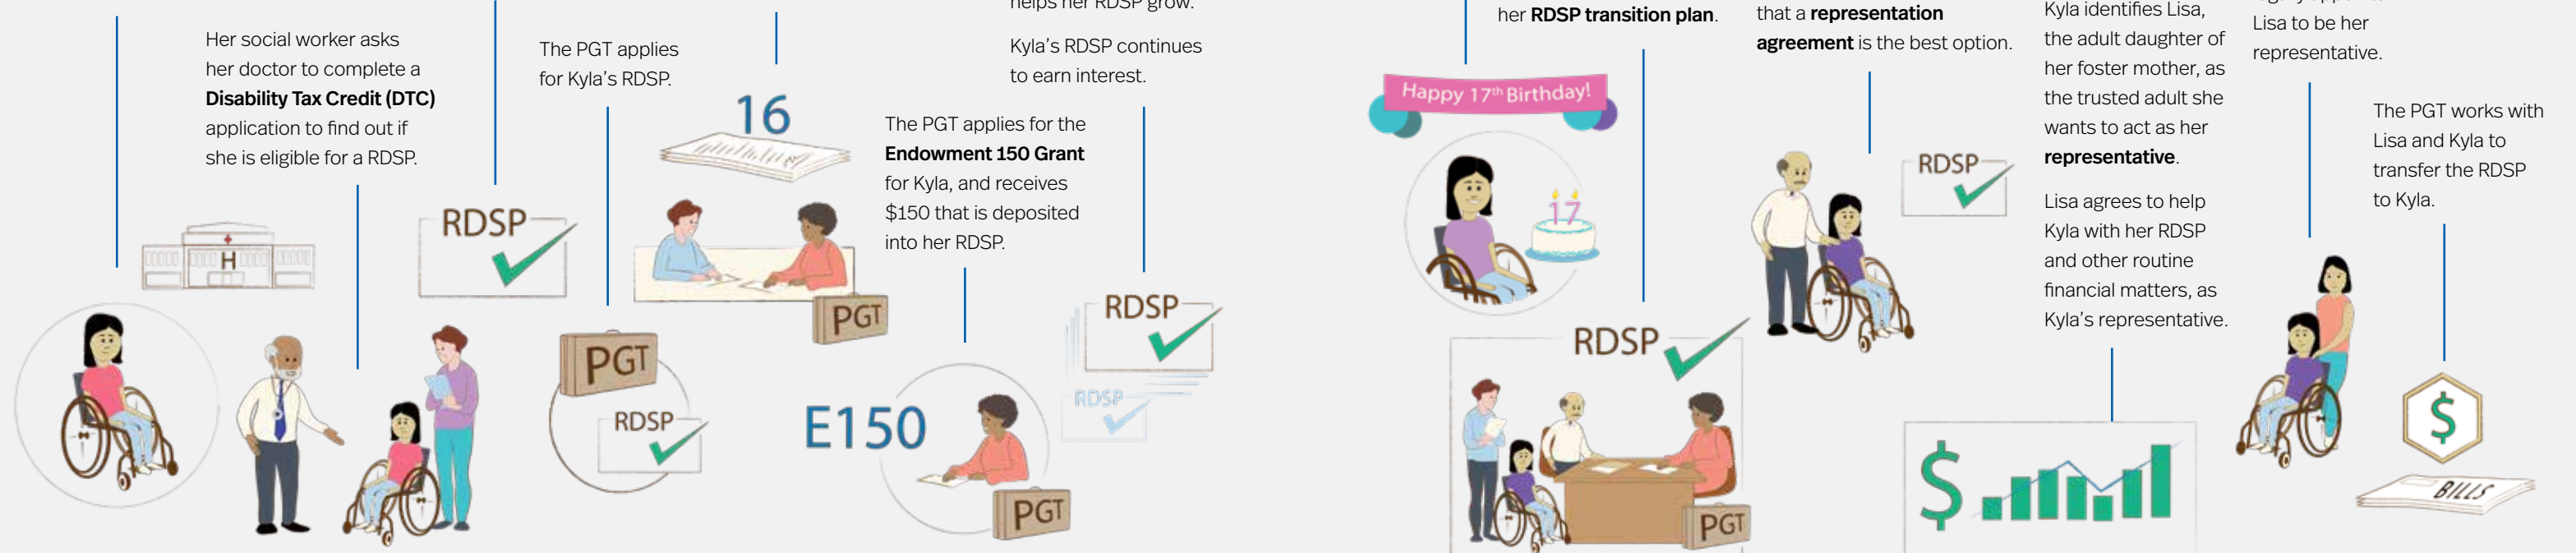 Her social worker asks
her doctor to complete a
Disability Tax Credit (DTC)
application to find out if
she is eligible for a RDSP.
H
RDSP
The PGT applies
for Kyla's RDSP.
PGT
RDSP
16
PGT
helps her RDSP grow.
Kyla's RDSP continues
to earn interest.
The PGT applies for the
Endowment 150 Grant
for Kyla, and receives
$150 that is deposited
into her RDSP.
E150
PGT
RDSP
RDSP
her RDSP transition plan.
Happy 17th Birthday!
17
RDSP
PGT
that a representation
agreement is the best option.
RDSP
Kyla identifies Lisa,
the adult daughter of
her foster mother, as
the trusted adult she
wants to act as her
representative.
Lisa agrees to help
Kyla with her RDSP
and other routine
financial matters, as
Kyla's representative.
$
Lisa to be her
representative.
The PGT works with
Lisa and Kyla to
transfer the RDSP
to Kyla.
$
BILLS